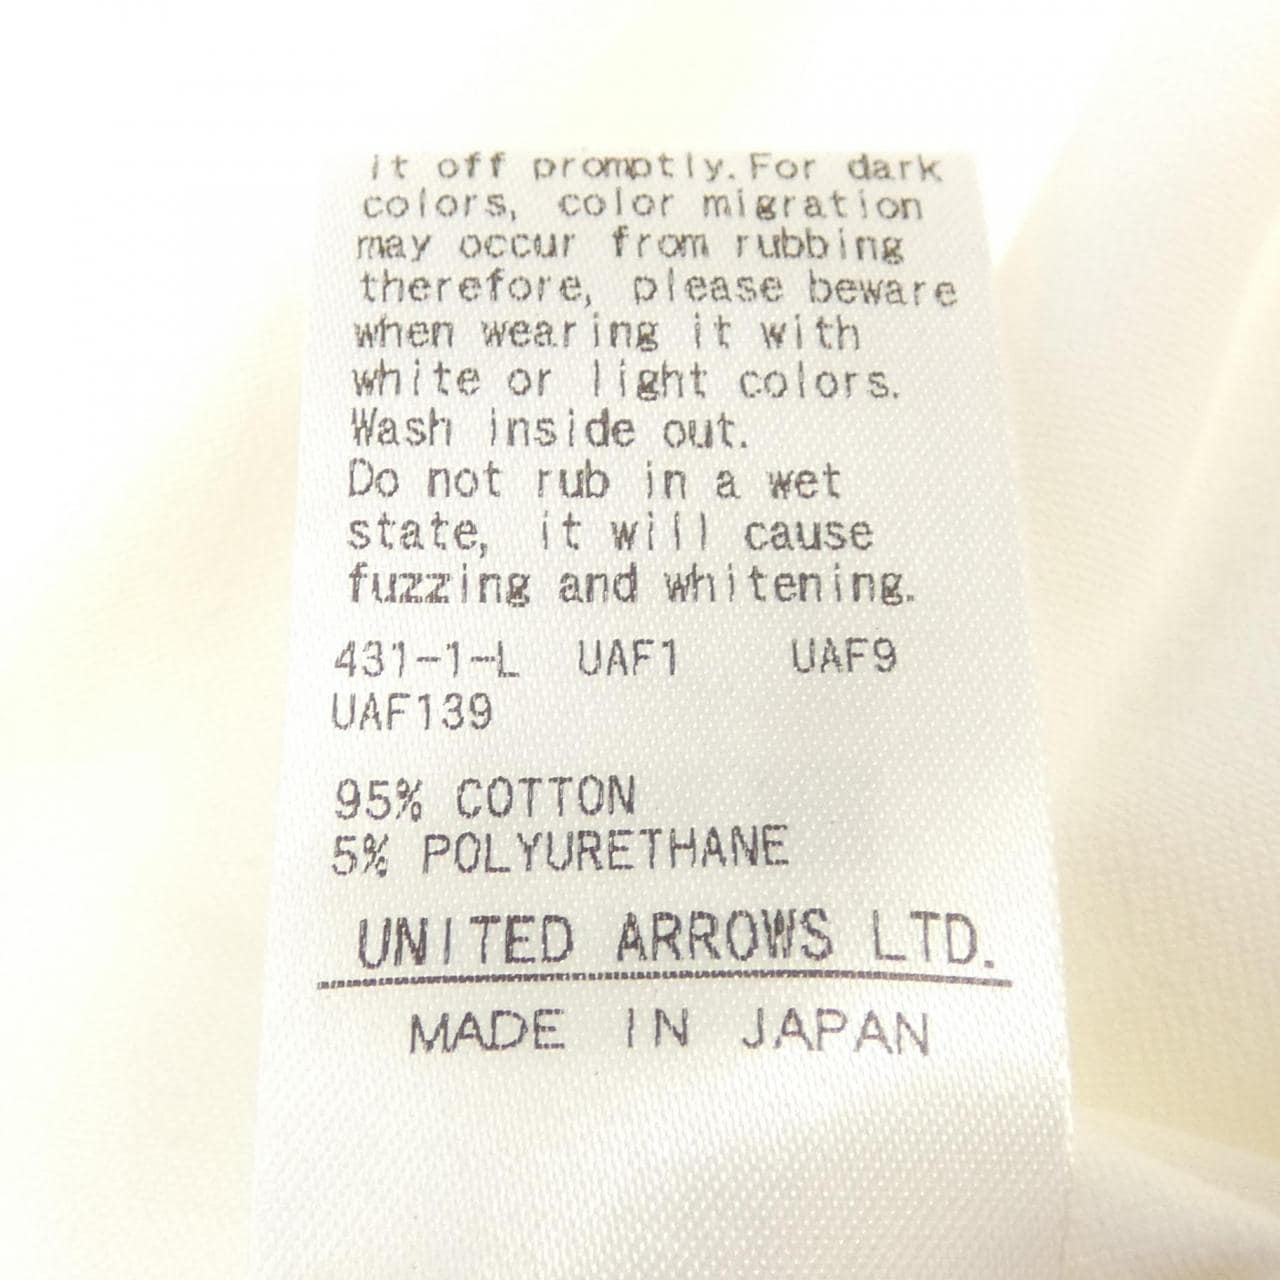 it off promptly. For dark
colors, color migration
may occur from rubbing
therefore, please beware
when wearing it with
white or light colors.
Wash inside out.
Do not rub in a wet
state, it will cause
fuzzing and whitening.
431-1-L UAF1 UAF9
UAF139
95% COTTON
5% POLYURETHANE
UNITED ARROWS LTD.
MADE IN JAPAN